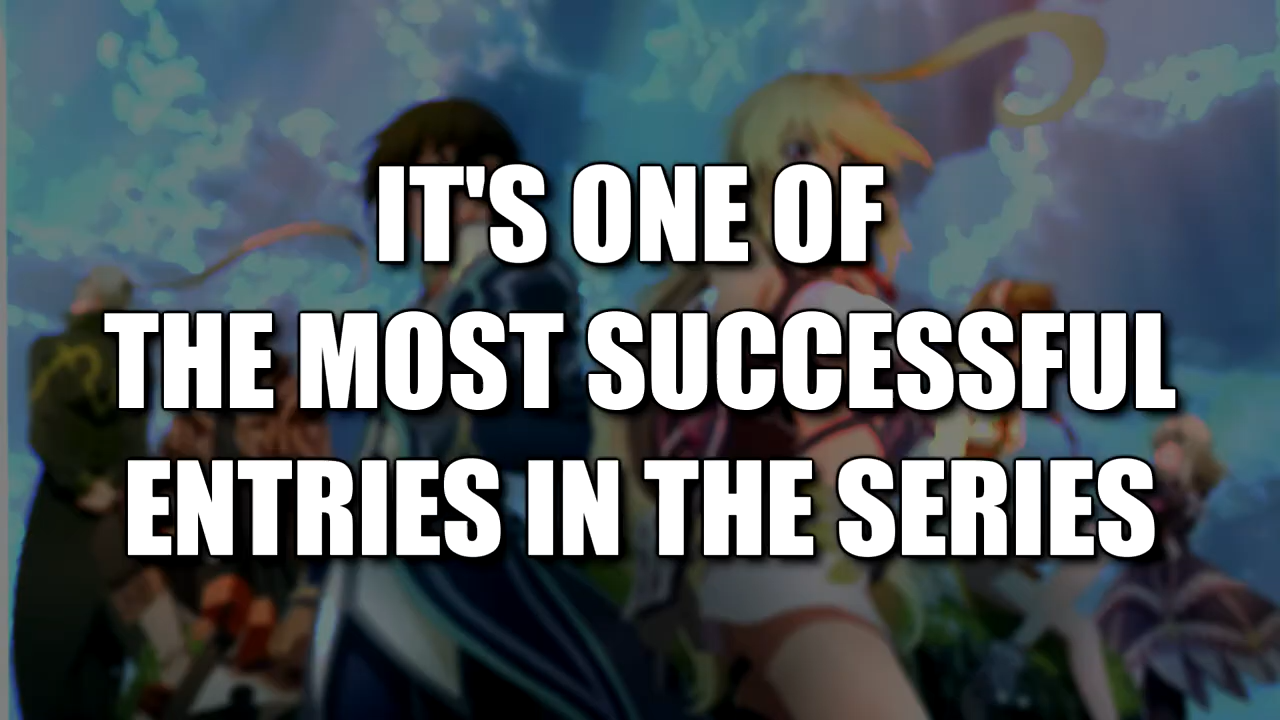 IT'S ONE OF
THE MOST SUCCESSFUL
ENTRIES IN THE SERIES